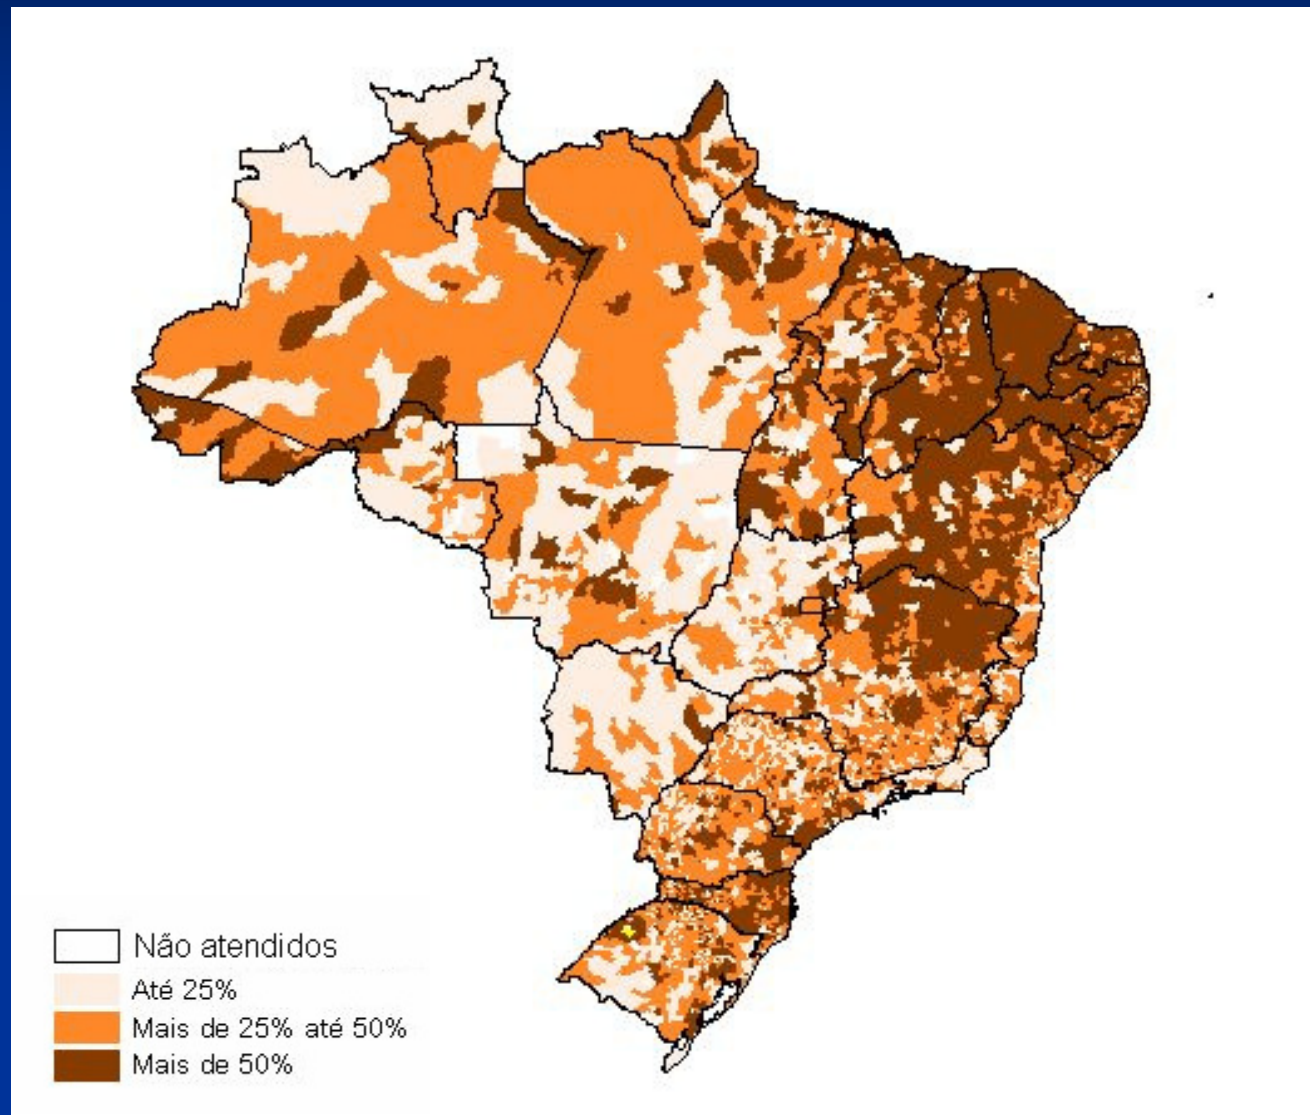 Não atendidos
Até 25%
Mais de 25% até 50%
Mais de 50%